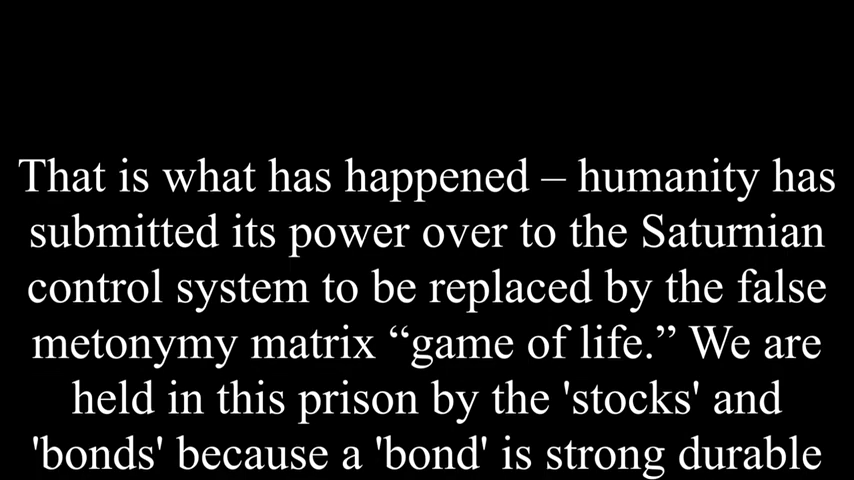 That is what has happened – humanity has
submitted its power over to the Saturnian
control system to be replaced by the false
metonymy matrix “game of life.” We are
held in this prison by the 'stocks' and
'bonds' because a 'bond' is strong durable